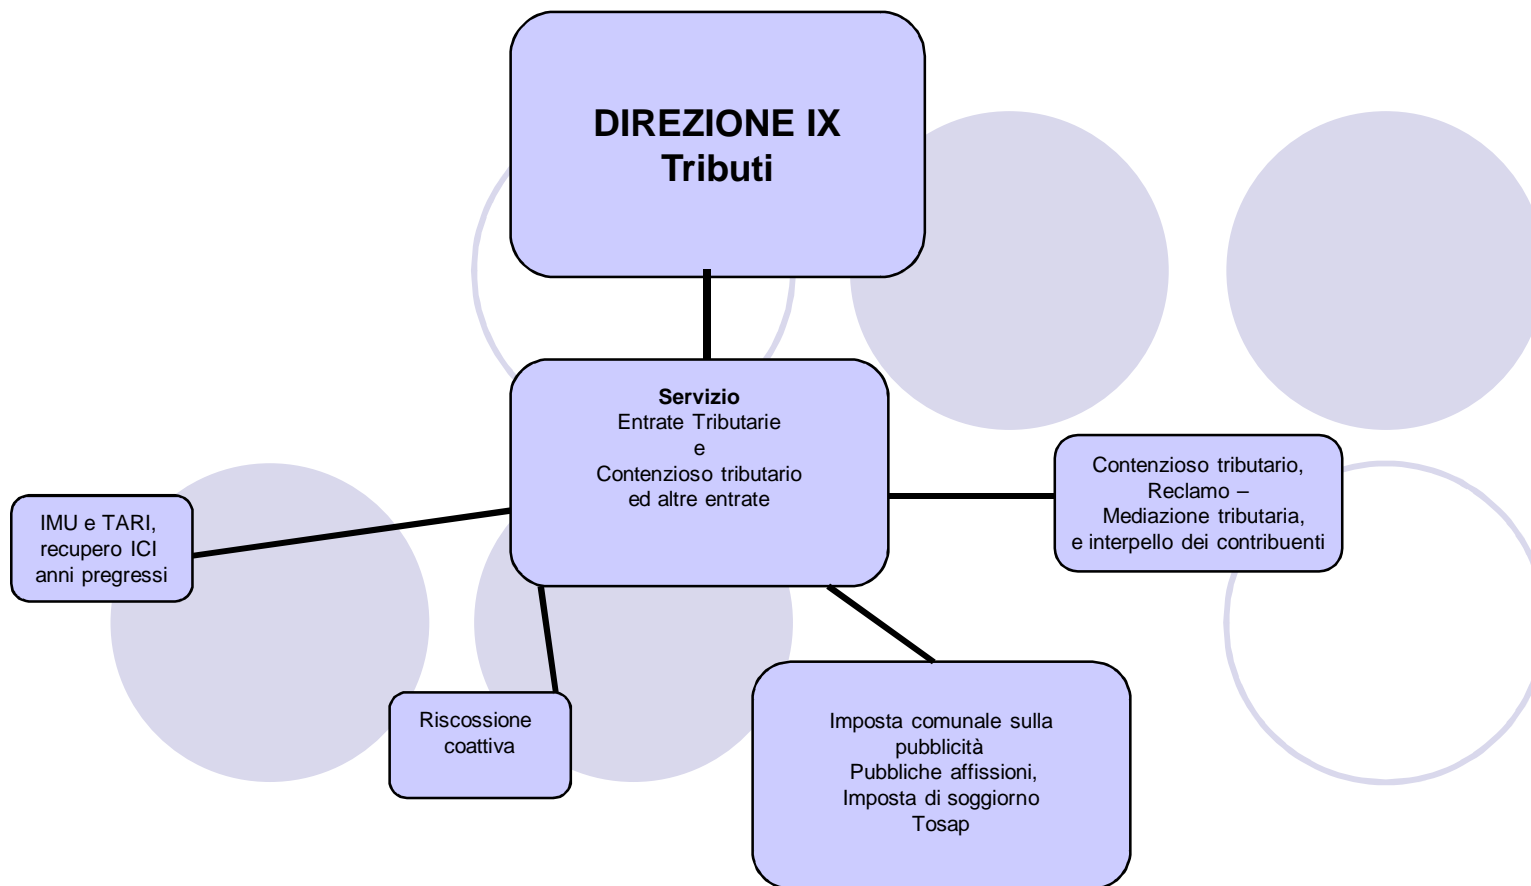 DIREZIONE IX
Tributi
Servizio
Entrate Tributarie
e
Contenzioso tributario
ed altre entrate
Contenzioso tributario,
Reclamo –
Mediazione tributaria,
e interpello dei contribuenti
IMU e TARI,
recupero ICI
anni pregressi
Riscossione
coattiva
Imposta comunale sulla
pubblicità
Pubbliche affissioni,
Imposta di soggiorno
Tosap